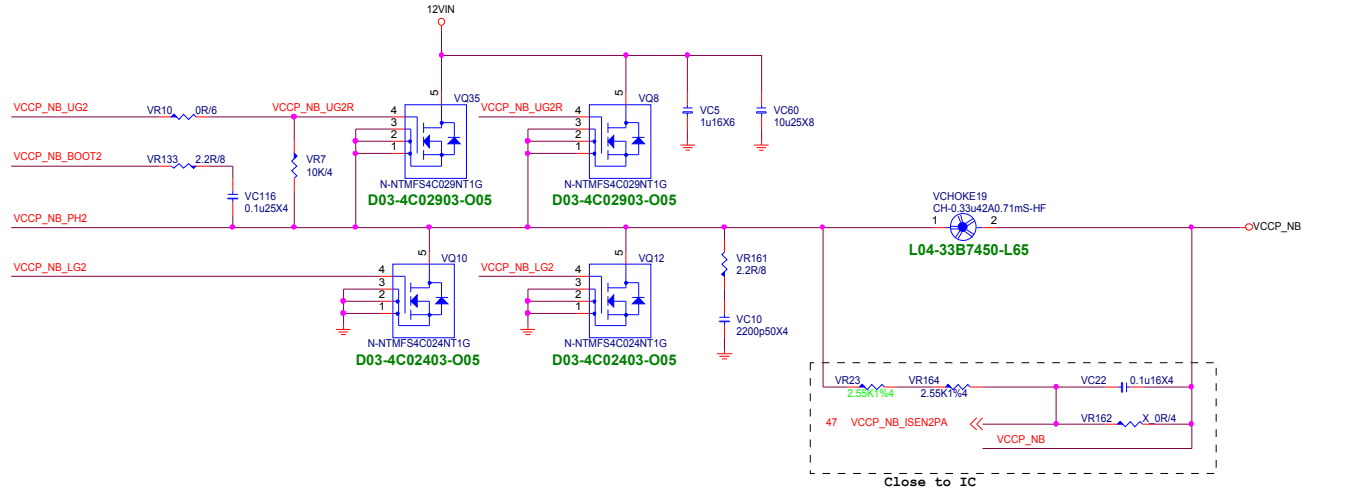 12VIN
VCCP_NB_UG2
VR10
0R/6
VCCP_NB_UG2R
5
VQ35
4
3
2
1
N-NTMFS4C029NT1G
D03-4C02903-O05
VCCP_NB_UG2R
5
VQ8
4
3
2
1
N-NTMFS4C029NT1G
D03-4C02903-O05
VC5
1u16X6
VC60
10u25X8
VCCP_NB_BOOT2
VR133
2.2R/8
VC116
0.1u25X4
VR7
10K/4
VCCP_NB_PH2
VCHOKE19
CH-0.33u42A0.71mS-HF
1
2
L04-33B7450-L65
VCCP_NB
VCCP_NB_LG2
5
VQ10
4
3
2
1
N-NTMFS4C024NT1G
D03-4C02403-O05
VCCP_NB_LG2
5
VQ12
4
3
2
1
N-NTMFS4C024NT1G
D03-4C02403-O05
VR161
2.2R/8
VC10
2200p50X4
VR23
2.55K1%4
VR164
2.55K1%4
VC22
0.1u16X4
47
VCCP_NB_ISEN2PA
VR162
X_0R/4
VCCP_NB
Close to IC